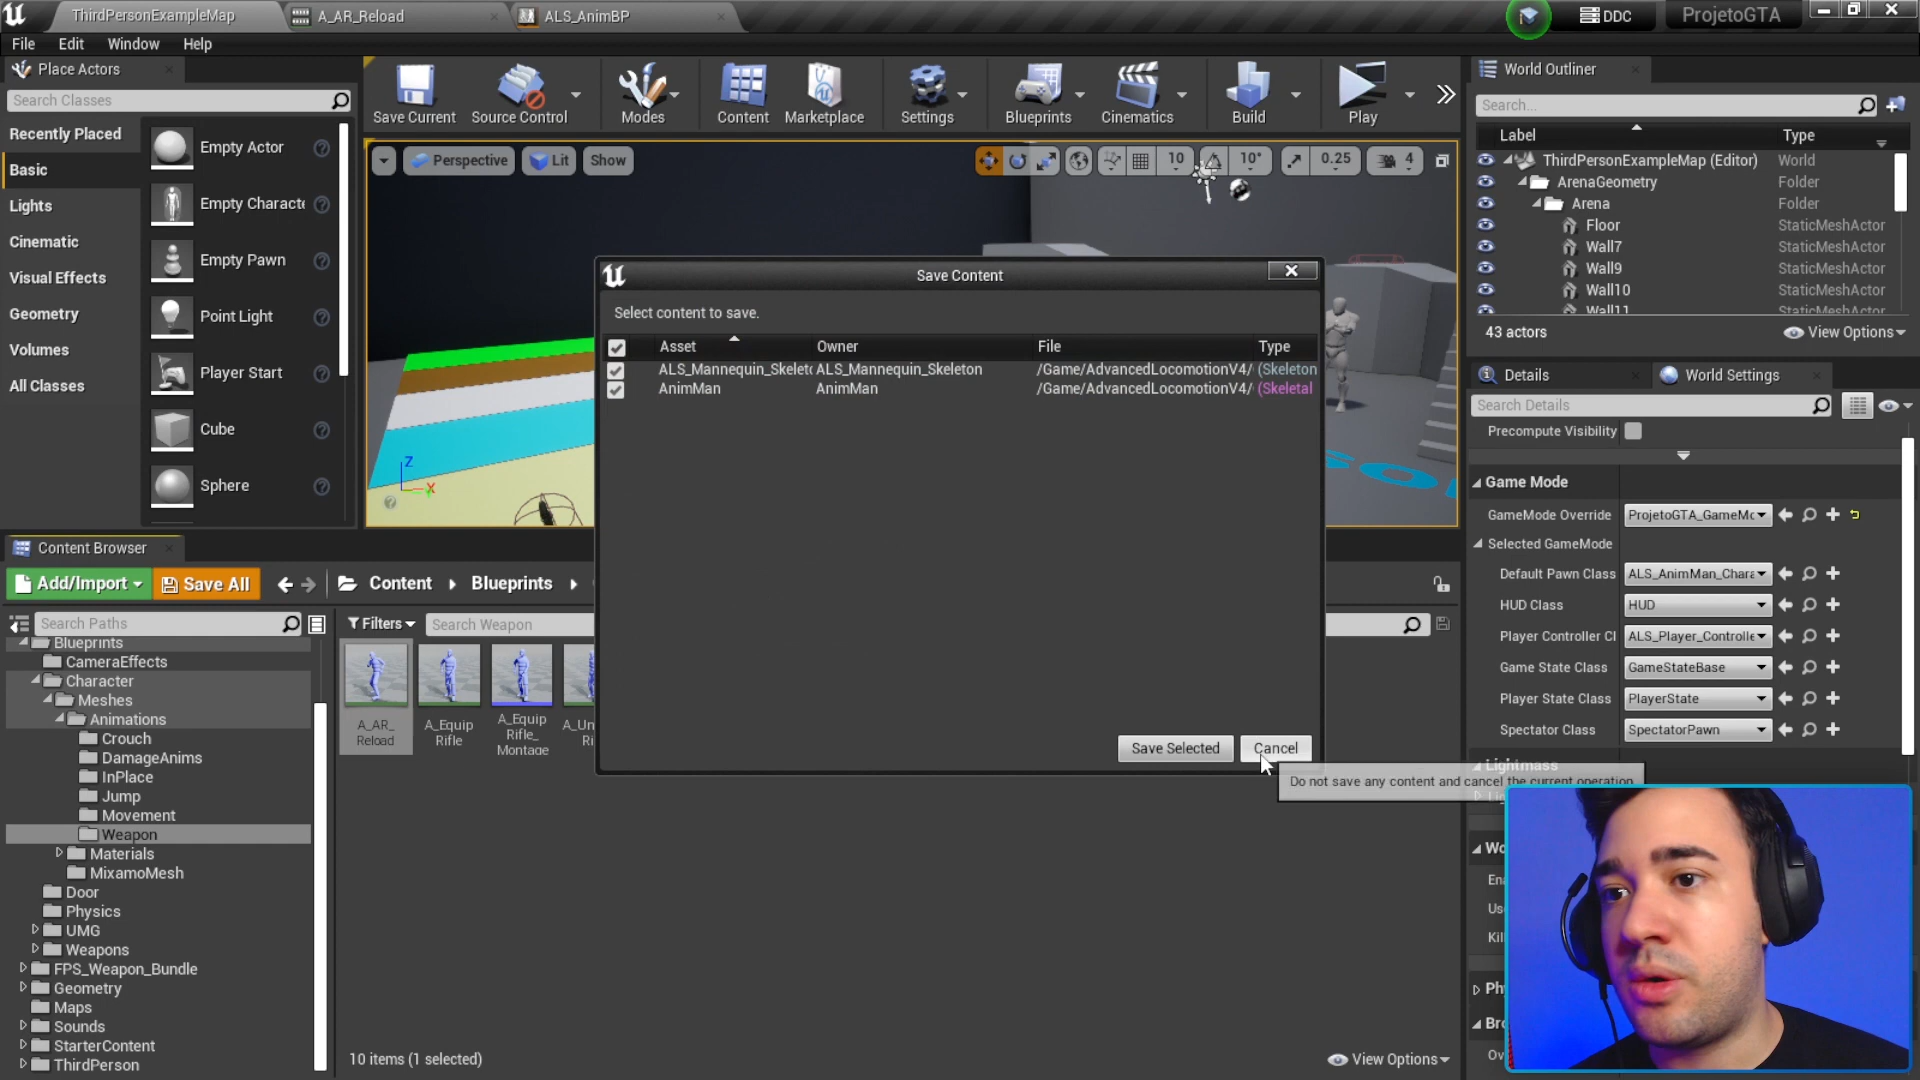 ThirdPersonExampleMap
A_AR_Reload
ALS_AnimBP
DDC
ProjetoGTA
File Edit Window Help
Place Actors
Search Classes
Recently Placed
Basic
Lights
Cinematic
Visual Effects
Geometry
Volumes
All Classes
Empty Actor
Empty Characte
Empty Pawn
Point Light
Player Start
Cube
Sphere
Save Current
Source Control
Modes
Content
Marketplace
Settings
Blueprints
Cinematics
Build
Play
Perspective
Lit
Show
10
10°
0.25
4
Z
X
World Outliner
Search...
Label Type
ThirdPersonExampleMap (Editor) World
ArenaGeometry Folder
Arena Folder
Floor StaticMeshActor
Wall7 StaticMeshActor
Wall9 StaticMeshActor
Wall10 StaticMeshActor
Wall11 StaticMeshActor
43 actors
View Options
Save Content
Select content to save.
Asset Owner File Type
ALS_Mannequin_Skeleto ALS_Mannequin_Skeleton /Game/AdvancedLocomotionV4/ (Skeleton
AnimMan AnimMan /Game/AdvancedLocomotionV4/ (Skeletal
Save Selected
Cancel
Do not save any content and cancel the current operation
Details
World Settings
Search Details
Precompute Visibility
Game Mode
GameMode Override ProjetoGTA_GameMc
Selected GameMode
Default Pawn Class ALS_AnimMan_Chara
HUD Class HUD
Player Controller Cl ALS_Player_Controlle
Game State Class GameStateBase
Player State Class PlayerState
Spectator Class SpectatorPawn
Lightmass
Content Browser
Add/Import
Save All
Content
Blueprints
Search Paths
Filters
Search Weapon
Blueprints
CameraEffects
Character
Meshes
Animations
Crouch
DamageAnims
InPlace
Jump
Movement
Weapon
Materials
MixamoMesh
Door
Physics
UMG
Weapons
FPS_Weapon_Bundle
Geometry
Maps
Sounds
StarterContent
ThirdPerson
A_AR_
Reload
A_Equip
Rifle
A_Equip
Rifle_
Montage
A_Un
Ri
10 items (1 selected)
View Options